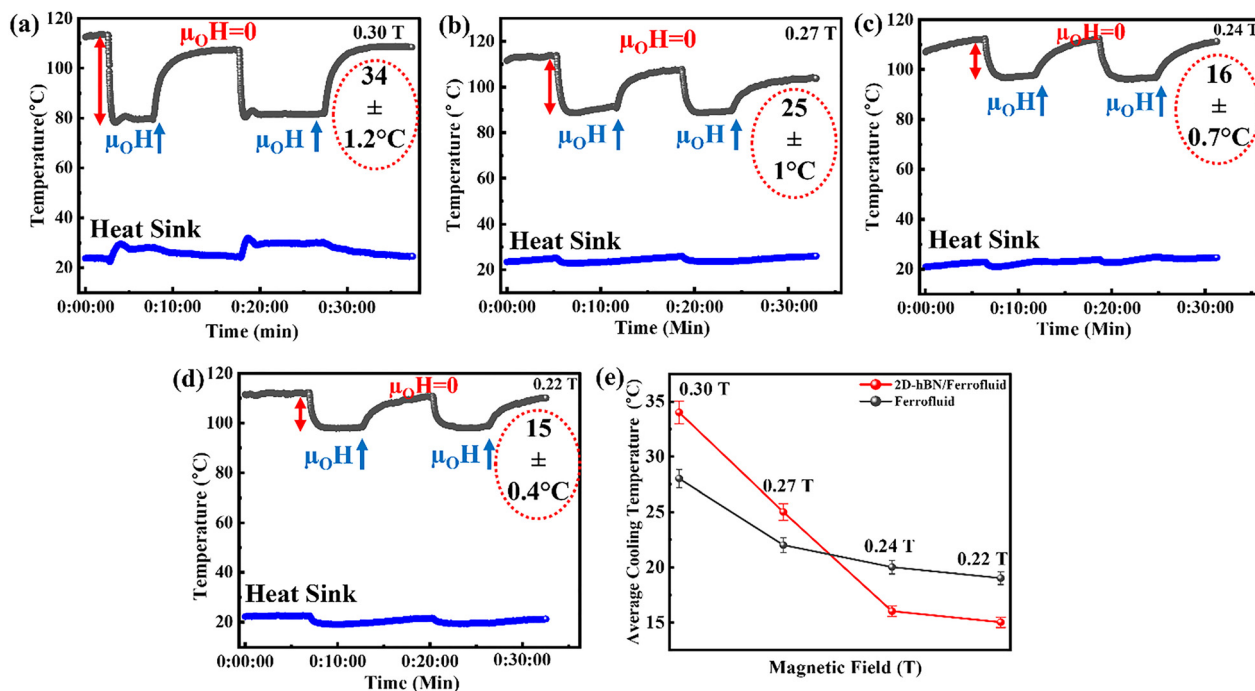 (a)
120
100
80
60
40
20
Temperature(°C)
μ₀H=0
0.30 T
34
±
1.2°C
μ₀H
μ₀H
Heat Sink
0:00:00 0:10:00 0:20:00 0:30:00
Time (min)
(b)
140
120
100
80
60
40
20
0
Temperature (° C)
μ₀H=0
0.27 T
25
±
1°C
μ₀H
μ₀H
Heat Sink
0:00:00 0:10:00 0:20:00 0:30:00
Time (Min)
(c)
120
100
80
60
40
20
Temperature (°C)
μ₀H=0
0.24 T
16
±
0.7°C
μ₀H
μ₀H
Heat Sink
0:00:00 0:10:00 0:20:00 0:30:00
Time (Min)
(d)
120
100
80
60
40
20
0
Temperature (°C)
μ₀H=0
0.22 T
15
±
0.4°C
μ₀H
μ₀H
Heat Sink
0:00:00 0:10:00 0:20:00 0:30:00
Time (Min)
(e)
35
30
25
20
15
Average Cooling Temperature (°C)
0.30 T
2D-hBN/Ferrofluid
Ferrofluid
0.27 T
0.24 T
0.22 T
Magnetic Field (T)